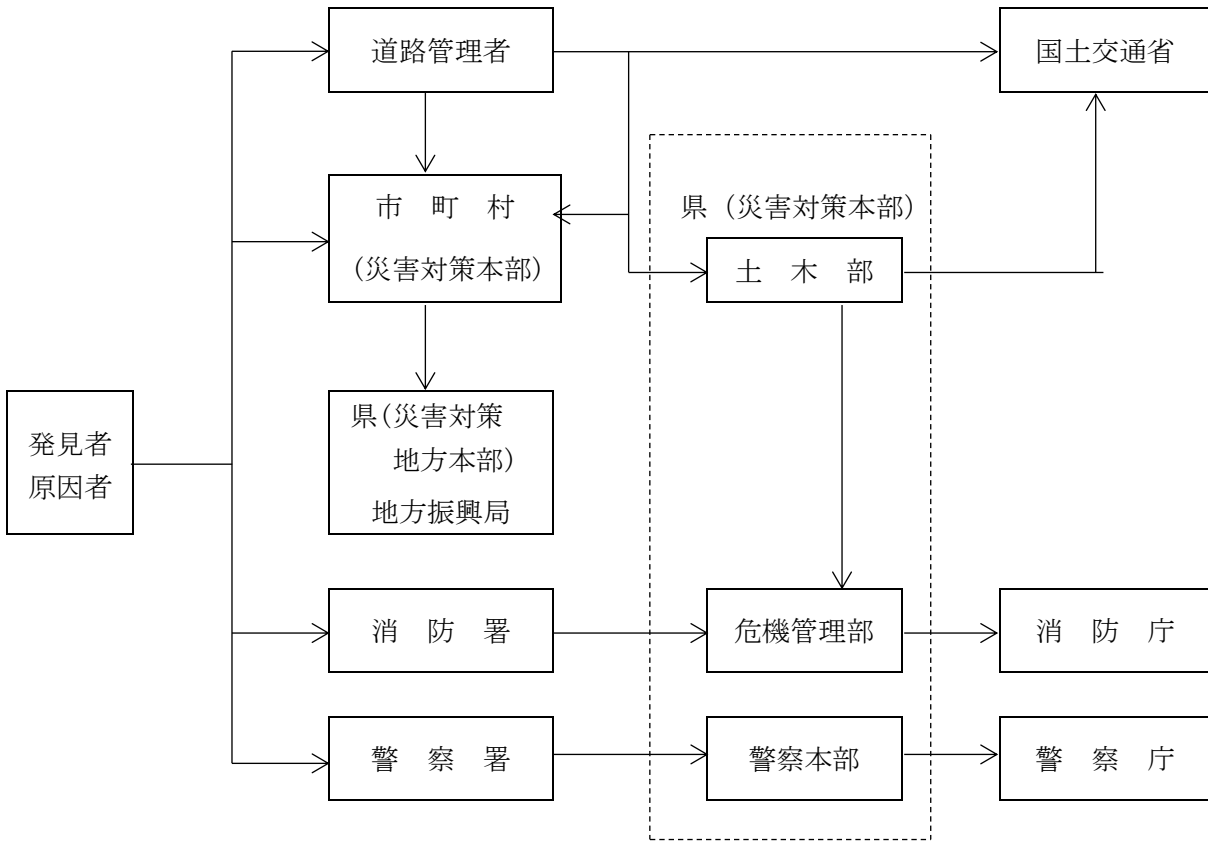 道路管理者
国土交通省
市 町 村
(災害対策本部)
県（災害対策本部）
土 木 部
発見者
原因者
県(災害対策
地方本部)
地方振興局
消 防 署
危機管理部
消 防 庁
警 察 署
警察本部
警 察 庁